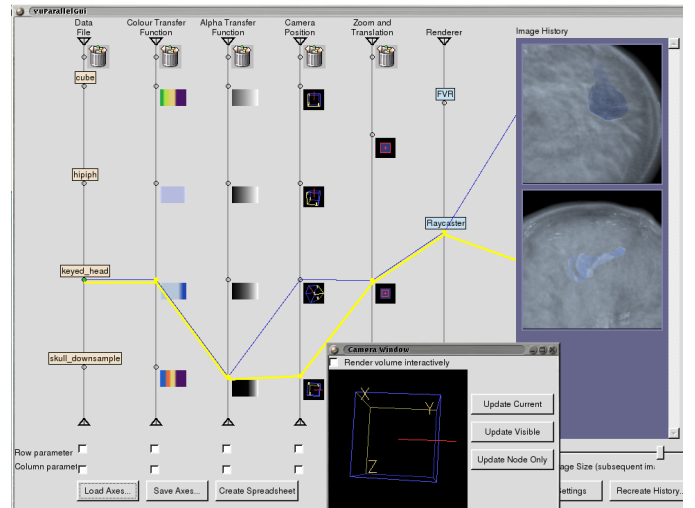 vuParallelGui
Data File
Colour Transfer Function
Alpha Transfer Function
Camera Position
Zoom and Translation
Renderer
Image History
cube
FVR
hipiph
Raycaster
keyed_head
skull_downsample
Camera Window
Render volume interactively
X
Y
Z
Update Current
Update Visible
Update Node Only
Row parameter
Column paramet
age Size (subsequent ima
Load Axes...
Save Axes...
Create Spreadsheet
Settings
Recreate History...